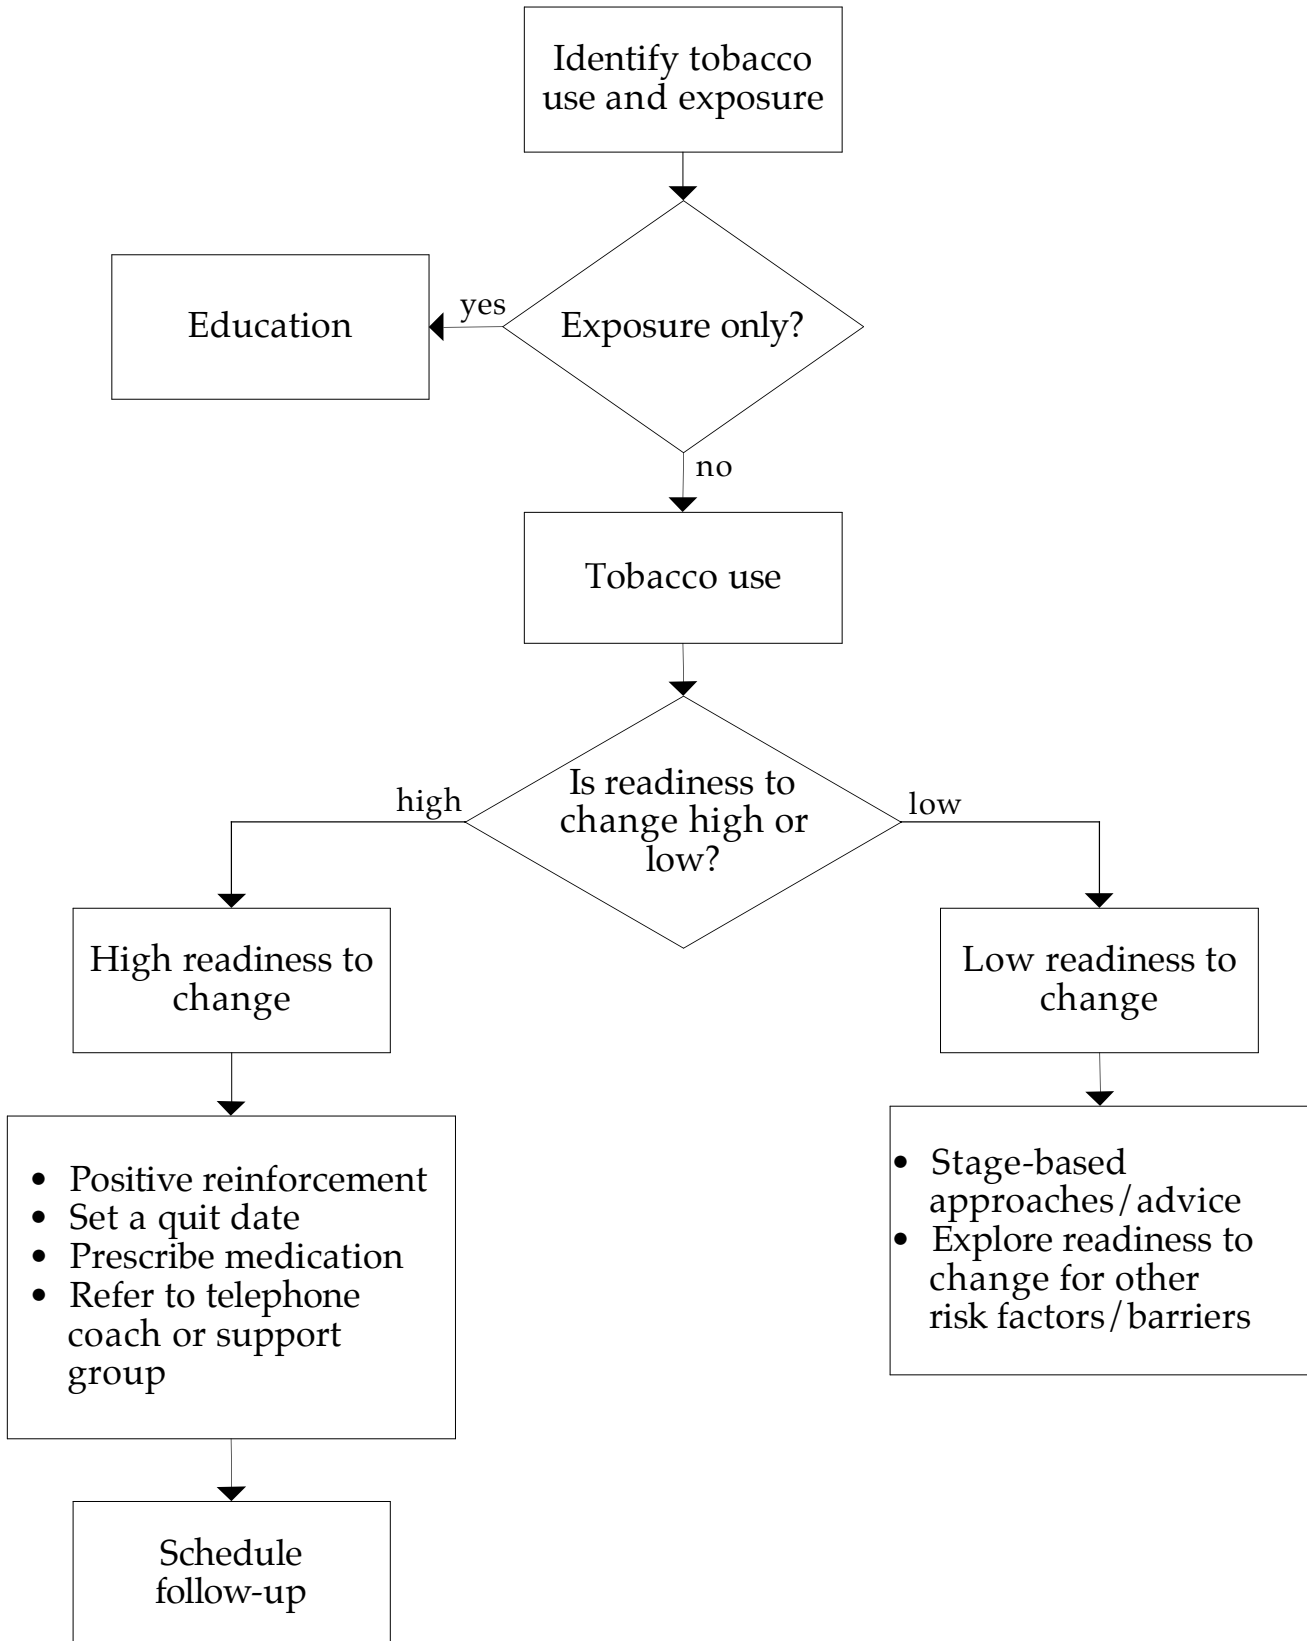 Identify tobacco
use and exposure
yes
Education
Exposure only?
no
Tobacco use
Is readiness to
change high or
low?
high
low
High readiness to
change
Low readiness to
change
• Positive reinforcement
• Set a quit date
• Prescribe medication
• Refer to telephone
coach or support
group
• Stage-based
approaches/advice
• Explore readiness to
change for other
risk factors/barriers
Schedule
follow-up